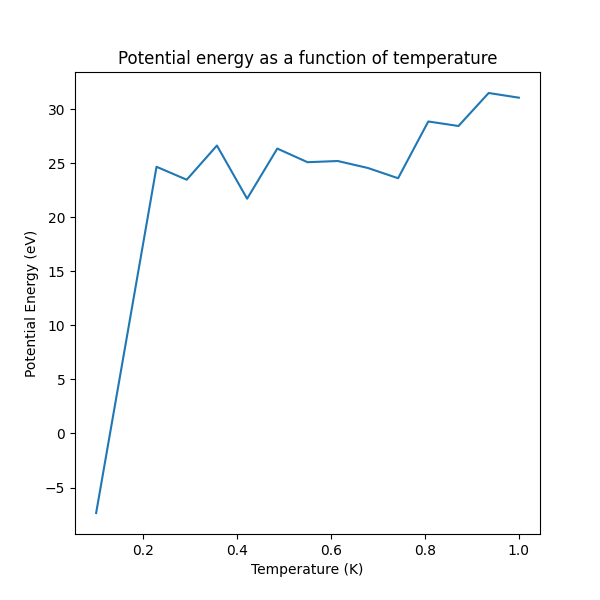 Potential energy as a function of temperature
Potential Energy (eV)
30
25
20
15
10
5
0
−5
0.2 0.4 0.6 0.8 1.0
Temperature (K)